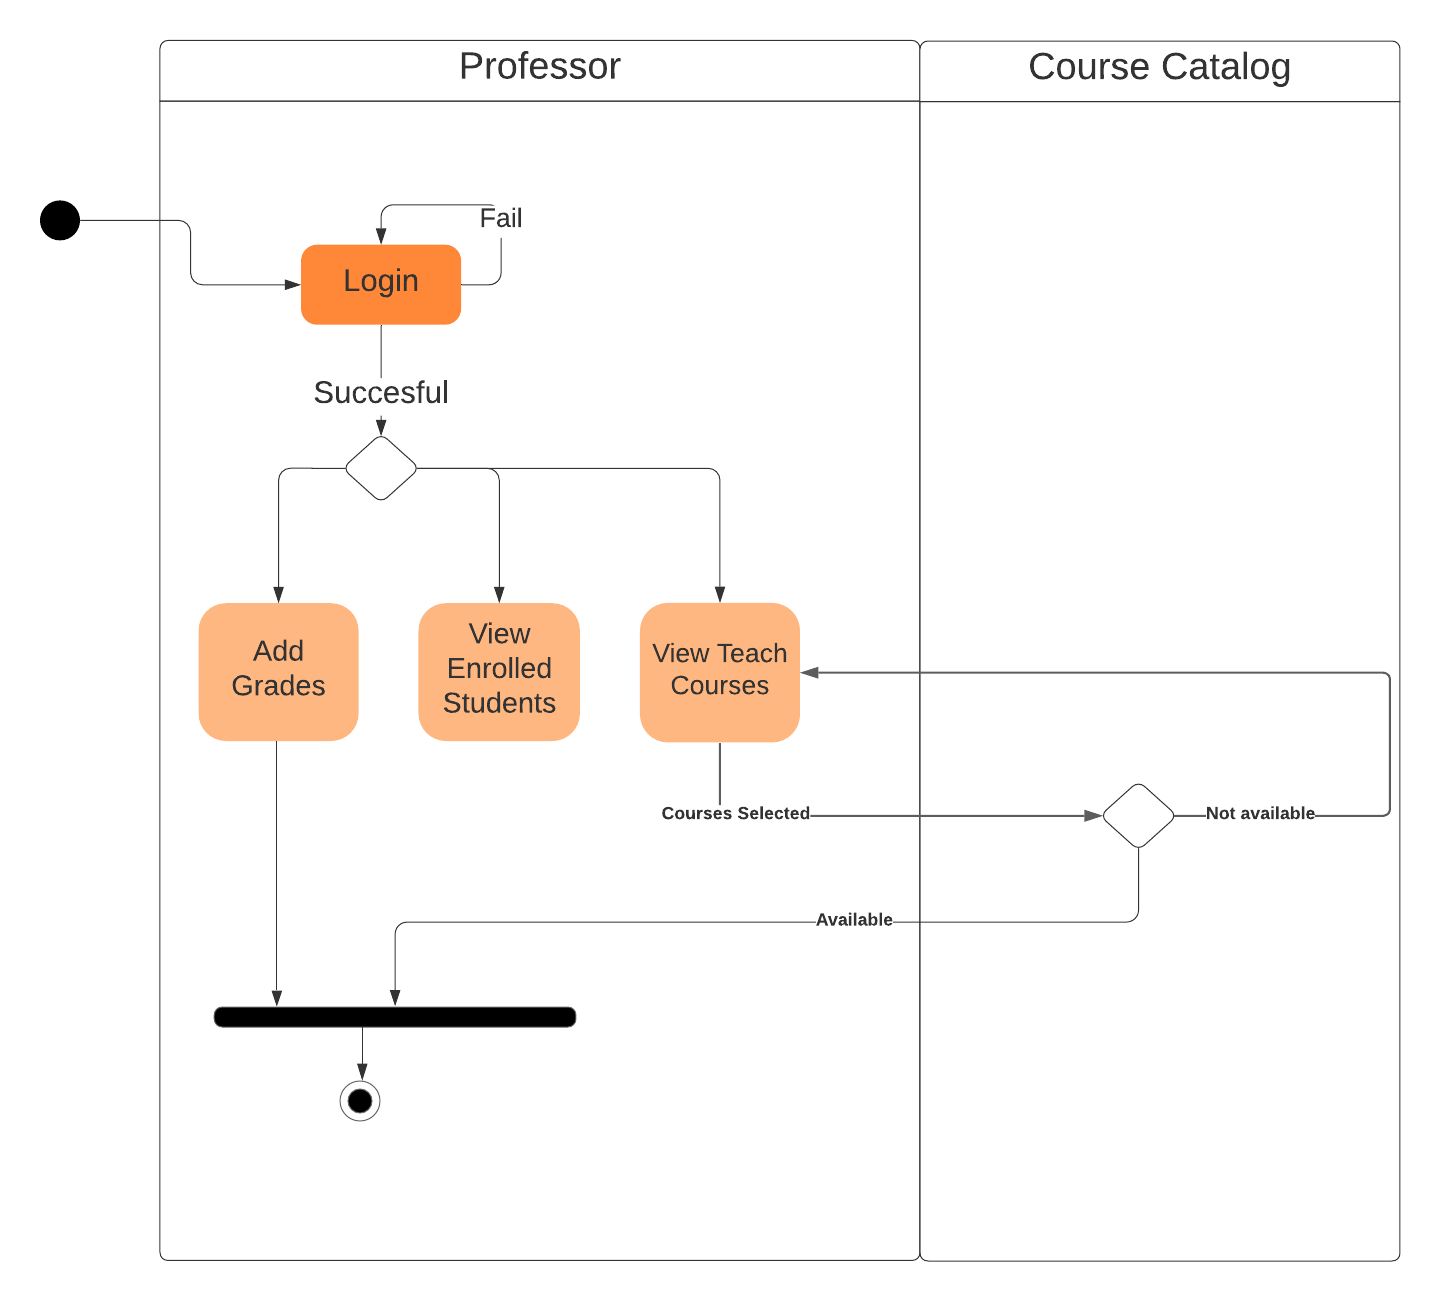 Professor
Course Catalog
Fail
Login
Succesful
Add
Grades
View
Enrolled
Students
View Teach
Courses
Courses Selected
Not available
Available